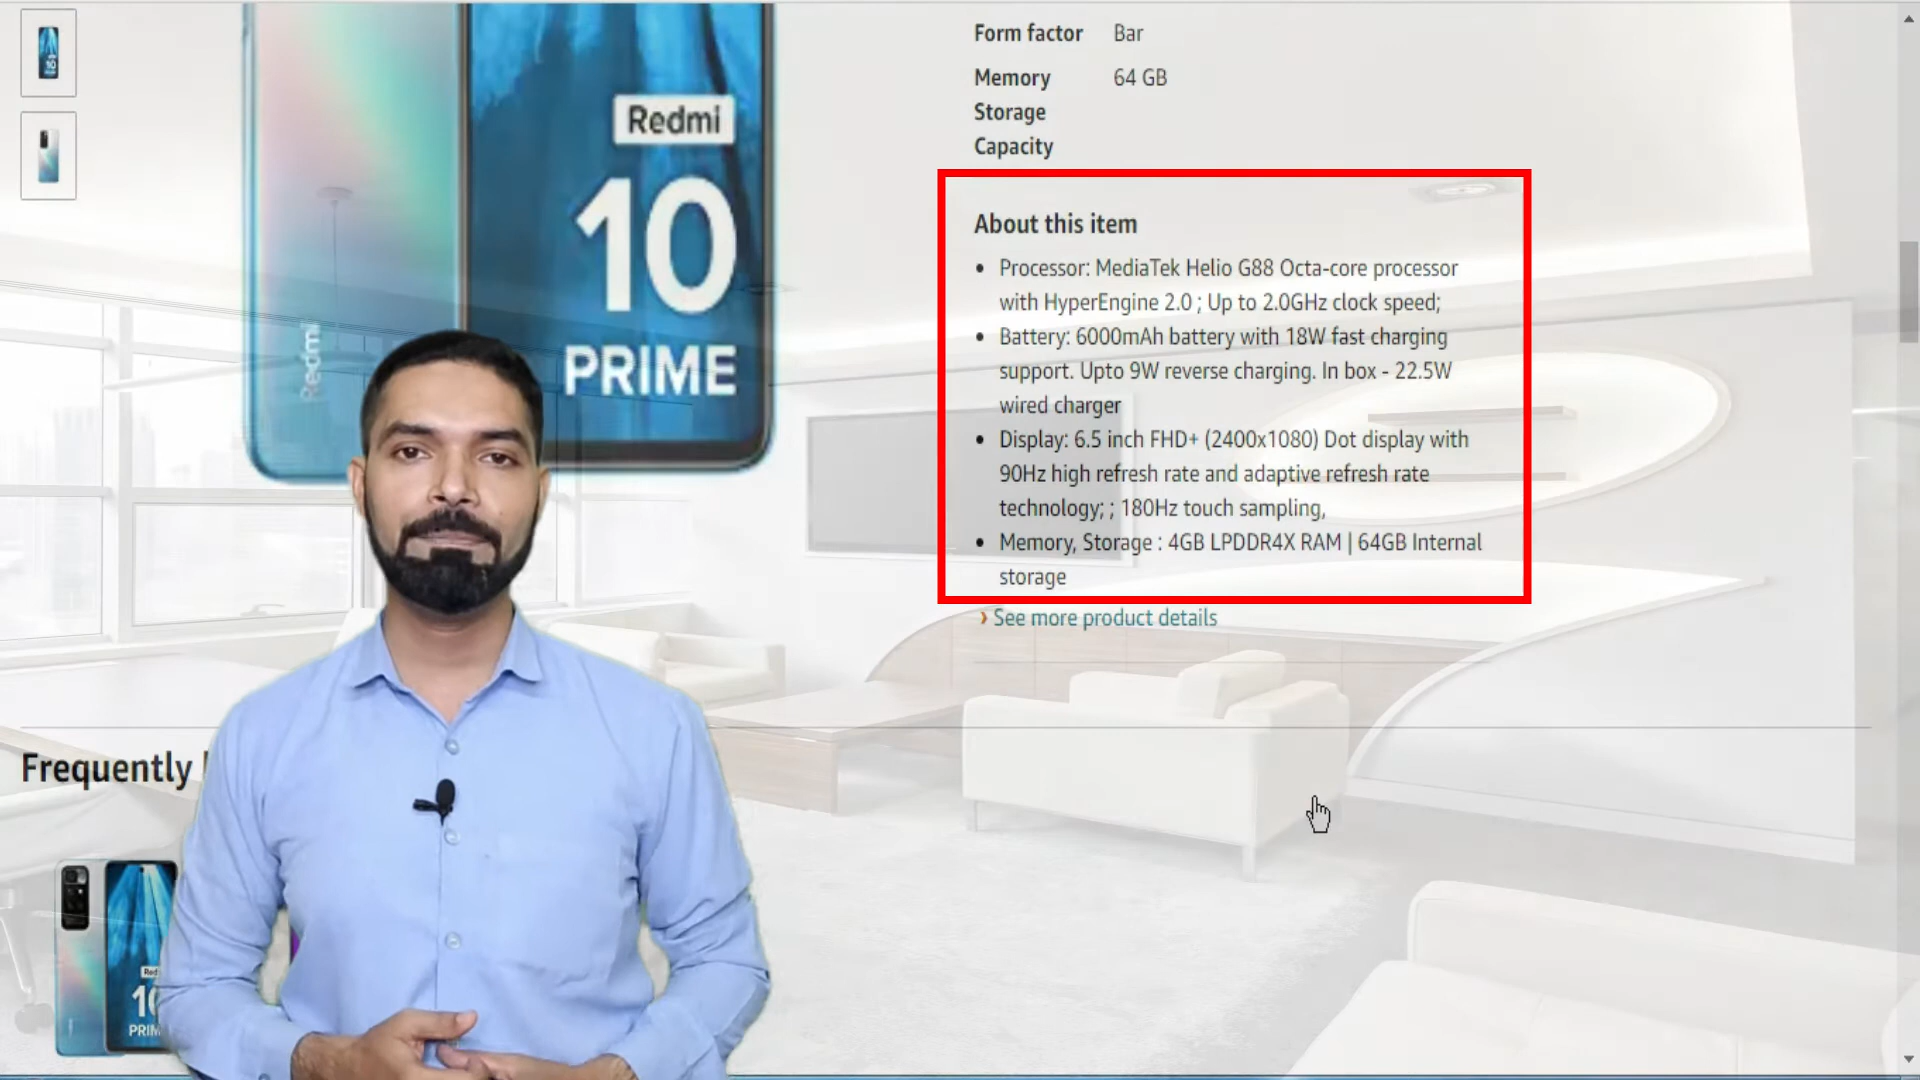 Form factor Bar
Memory 64 GB
Storage
Capacity
Redmi
10
PRIME
Redmi
About this item
• Processor: MediaTek Helio G88 Octa-core processor
with HyperEngine 2.0 ; Up to 2.0GHz clock speed;
• Battery: 6000mAh battery with 18W fast charging
support. Upto 9W reverse charging. In box - 22.5W
wired charger
• Display: 6.5 inch FHD+ (2400x1080) Dot display with
90Hz high refresh rate and adaptive refresh rate
technology; ; 180Hz touch sampling,
• Memory, Storage : 4GB LPDDR4X RAM | 64GB Internal
storage
› See more product details
Frequently
10